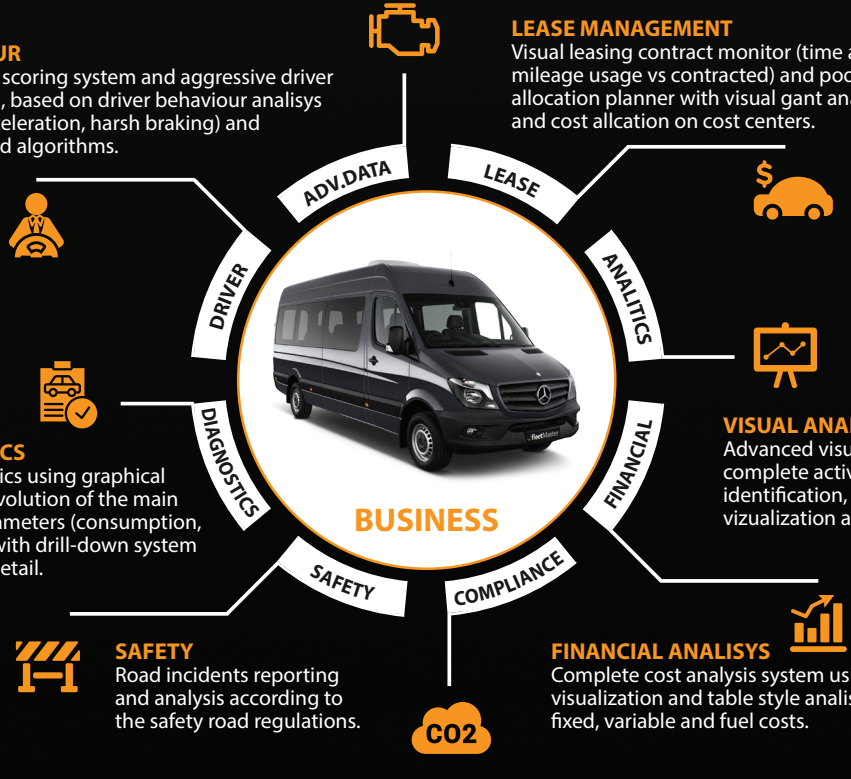 UR
scoring system and aggressive driver
, based on driver behaviour analisys
eleration, harsh braking) and
d algorithms.
LEASE MANAGEMENT
Visual leasing contract monitor (time a
mileage usage vs contracted) and poo
allocation planner with visual gant ana
and cost allcation on cost centers.
ADV.DATA
LEASE
$
DRIVER
ANALITICS
DIAGNOSTICS
FINANCIAL
FleetMaster
BUSINESS
SAFETY
COMPLIANCE
CS
ics using graphical
volution of the main
ameters (consumption,
with drill-down system
etail.
VISUAL ANA
Advanced visu
complete activ
identification,
vizualization a
SAFETY
Road incidents reporting
and analysis according to
the safety road regulations.
CO2
FINANCIAL ANALISYS
Complete cost analysis system us
visualization and table style analis
fixed, variable and fuel costs.